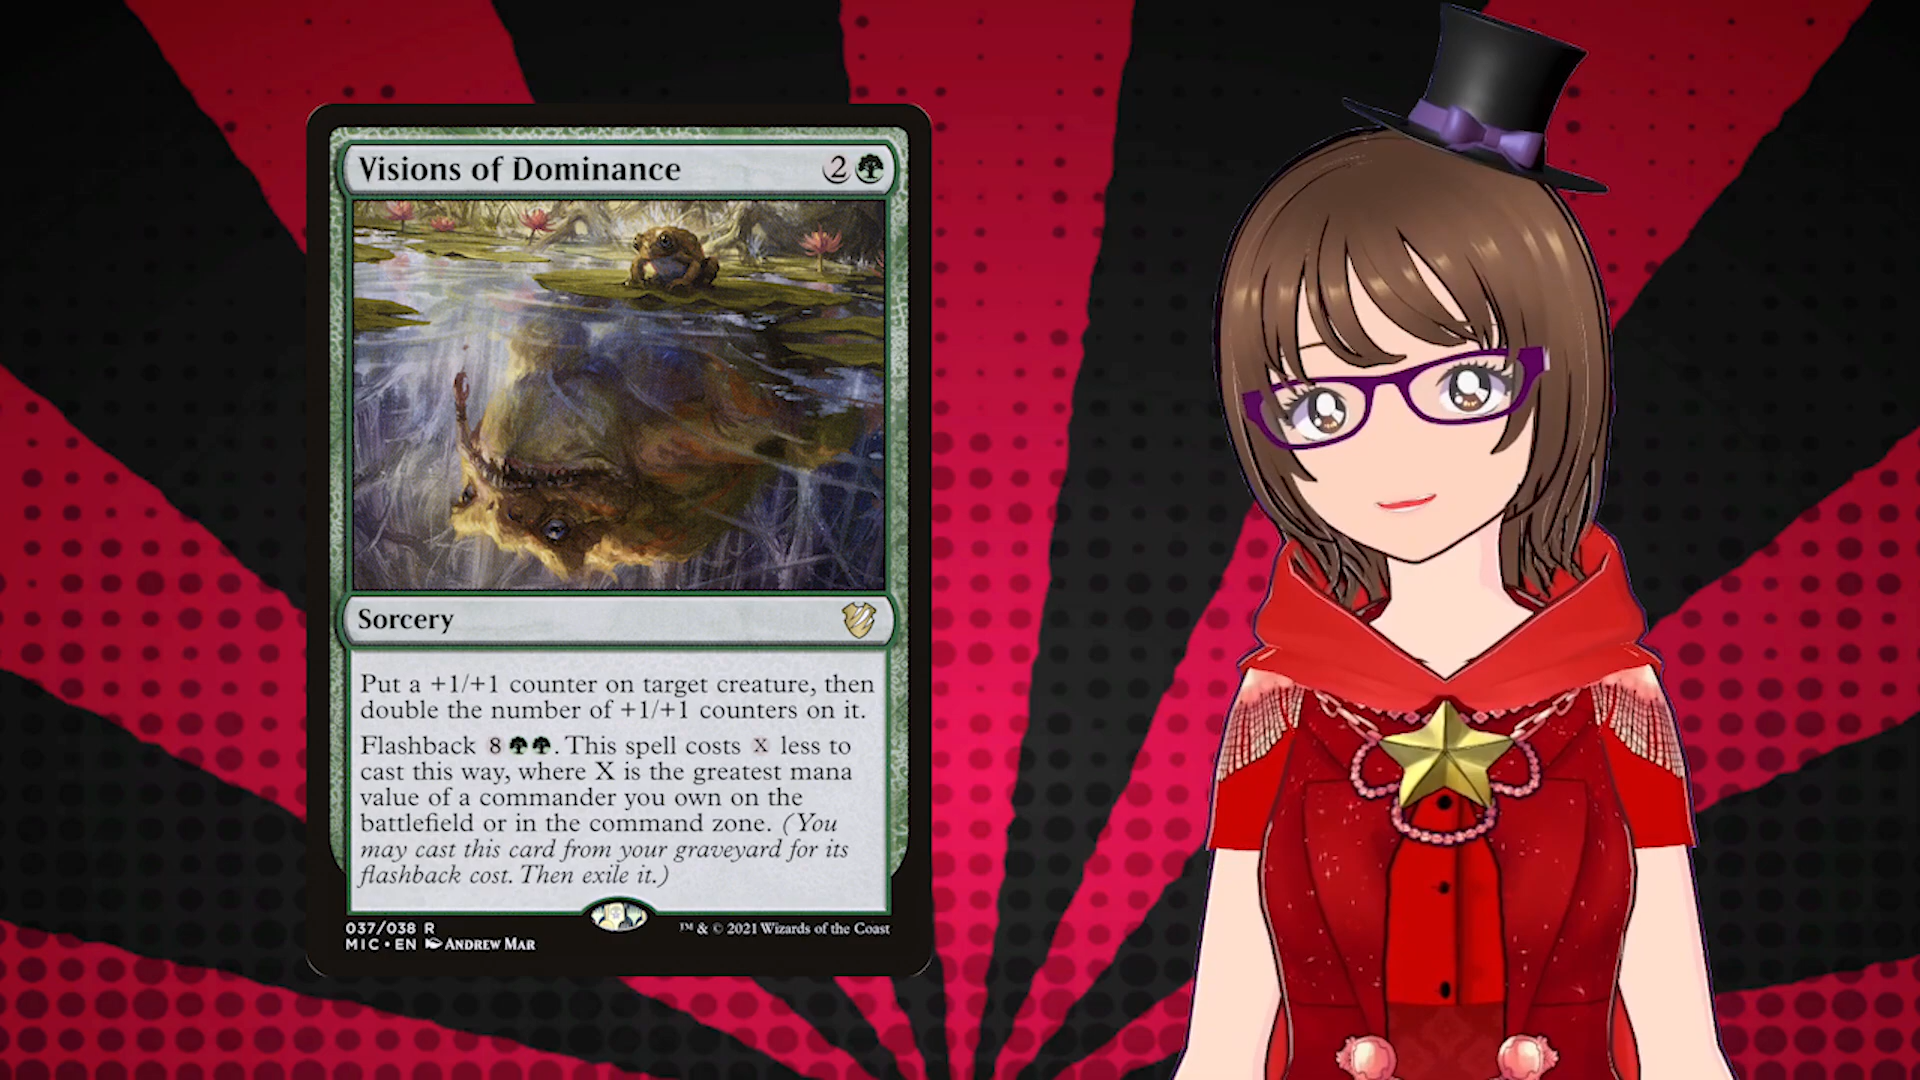 Visions of Dominance 2
Sorcery
Put a +1/+1 counter on target creature, then
double the number of +1/+1 counters on it.
Flashback 8. This spell costs X less to
cast this way, where X is the greatest mana
value of a commander you own on the
battlefield or in the command zone. (You
may cast this card from your graveyard for its
flashback cost. Then exile it.)
037/038 R
MIC • EN Andrew Mar
™ & © 2021 Wizards of the Coast